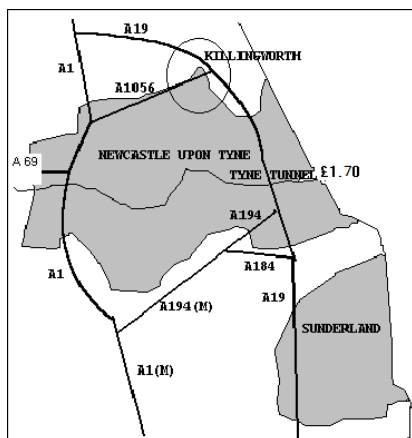 A19
KILLINGWORTH
A1
A1056
A 69
NEWCASTLE UPON TYNE
TYNE TUNNEL £1.70
A194
A1
A184
A194(M)
A19
SUNDERLAND
A1(M)